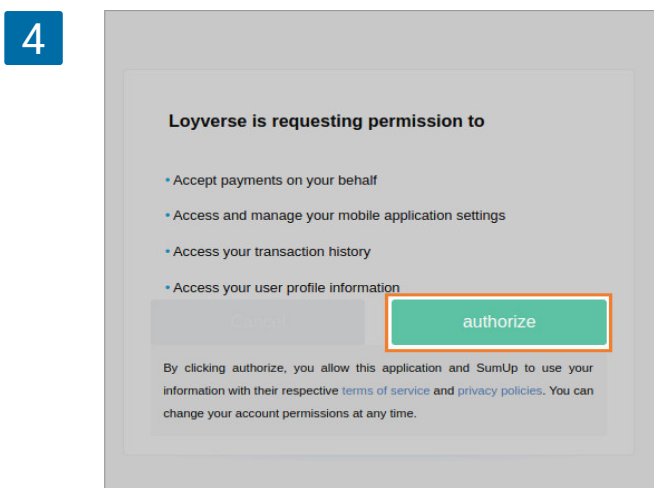 4
Loyverse is requesting permission to
• Accept payments on your behalf
• Access and manage your mobile application settings
• Access your transaction history
• Access your user profile information
Cancel
authorize
By clicking authorize, you allow this application and SumUp to use your
information with their respective terms of service and privacy policies. You can
change your account permissions at any time.